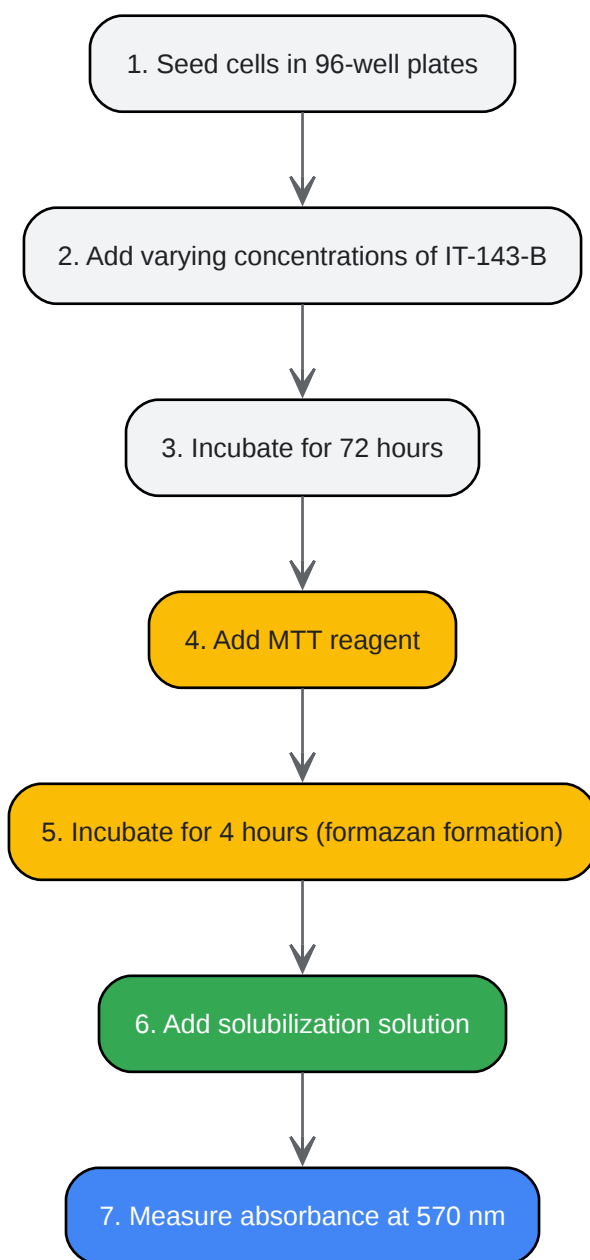 1. Seed cells in 96-well plates
2. Add varying concentrations of IT-143-B
3. Incubate for 72 hours
4. Add MTT reagent
5. Incubate for 4 hours (formazan formation)
6. Add solubilization solution
7. Measure absorbance at 570 nm